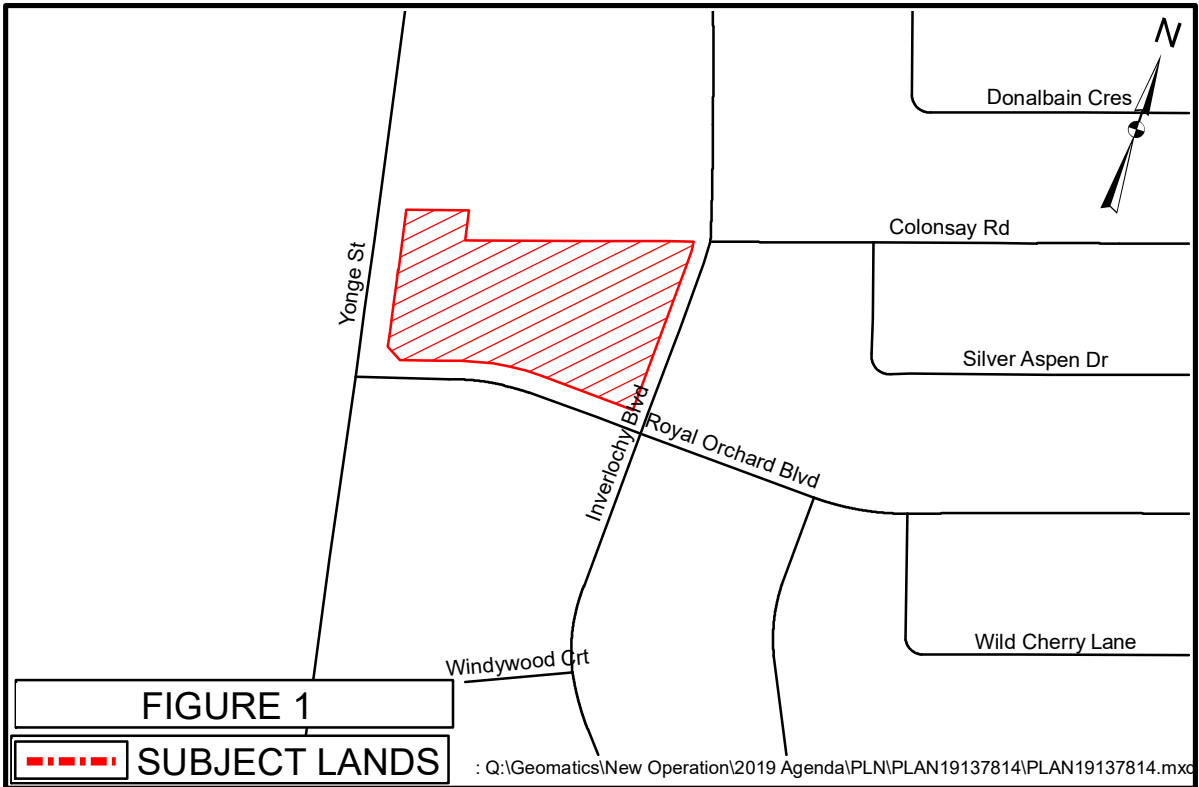 N
Donalbain Cres
Colonsay Rd
Yonge St
Silver Aspen Dr
Inverlochy Blvd
Royal Orchard Blvd
Wild Cherry Lane
Windywood Crt
FIGURE 1
SUBJECT LANDS
: Q:\Geomatics\New Operation\2019 Agenda\PLN\PLAN19137814\PLAN19137814.mxd